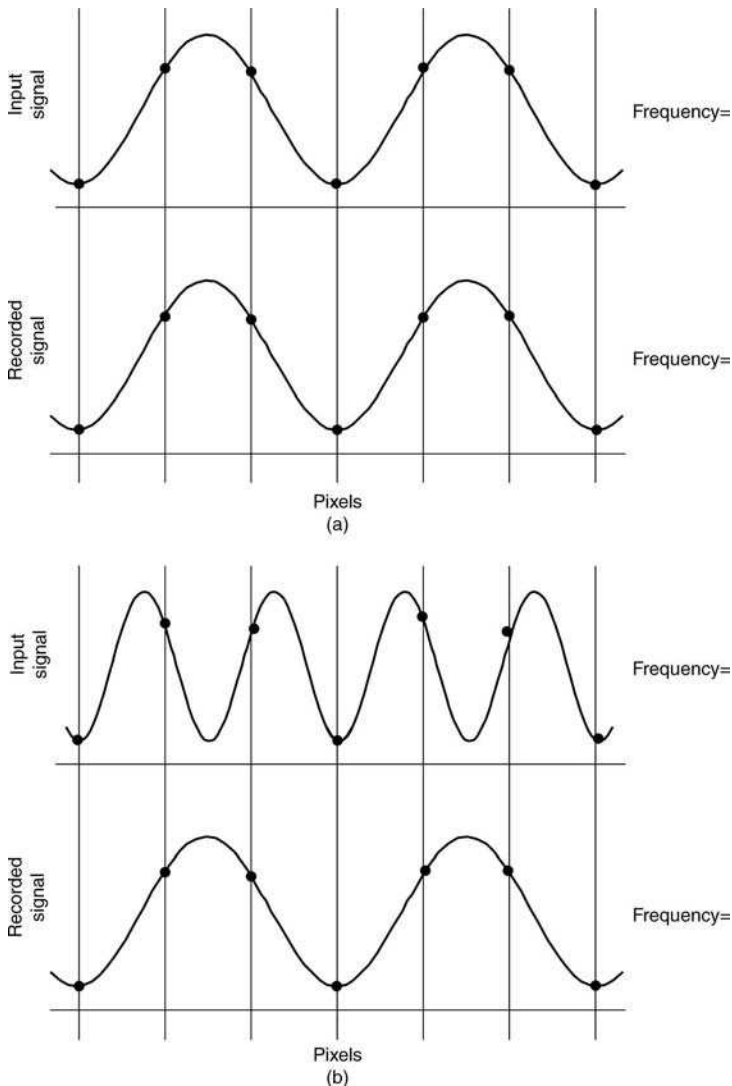 Input
signal
Frequency=
Recorded
signal
Frequency=
Pixels
(a)
Input
signal
Frequency=
Recorded
signal
Frequency=
Pixels
(b)